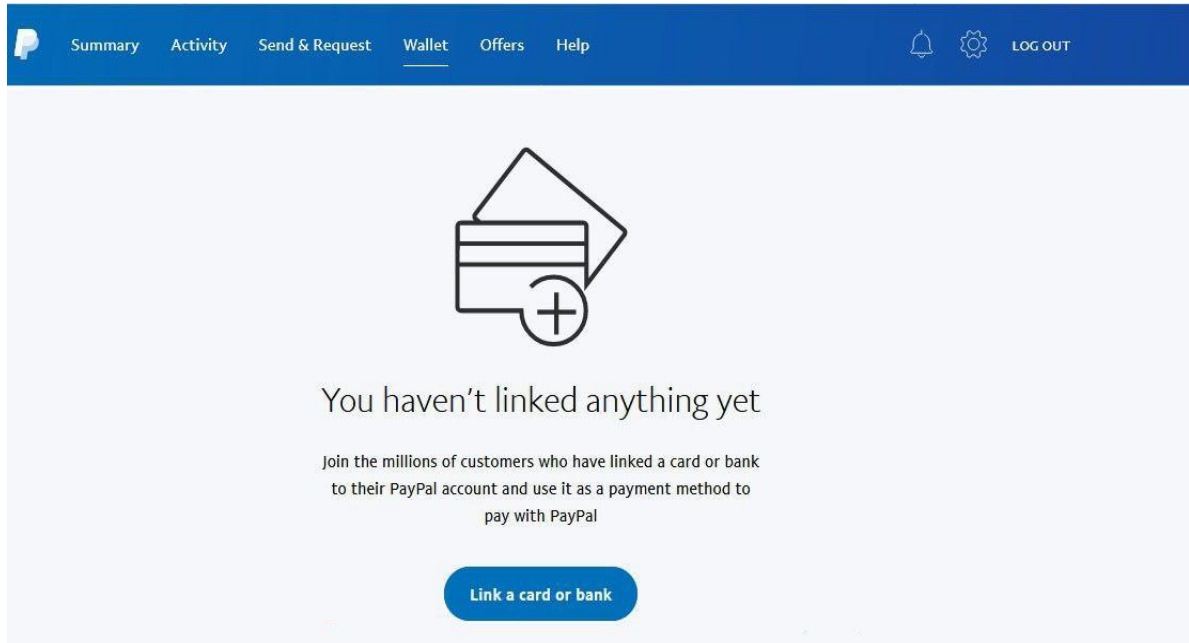 Summary Activity Send & Request Wallet Offers Help LOG OUT
You haven't linked anything yet
Join the millions of customers who have linked a card or bank
to their PayPal account and use it as a payment method to
pay with PayPal
Link a card or bank